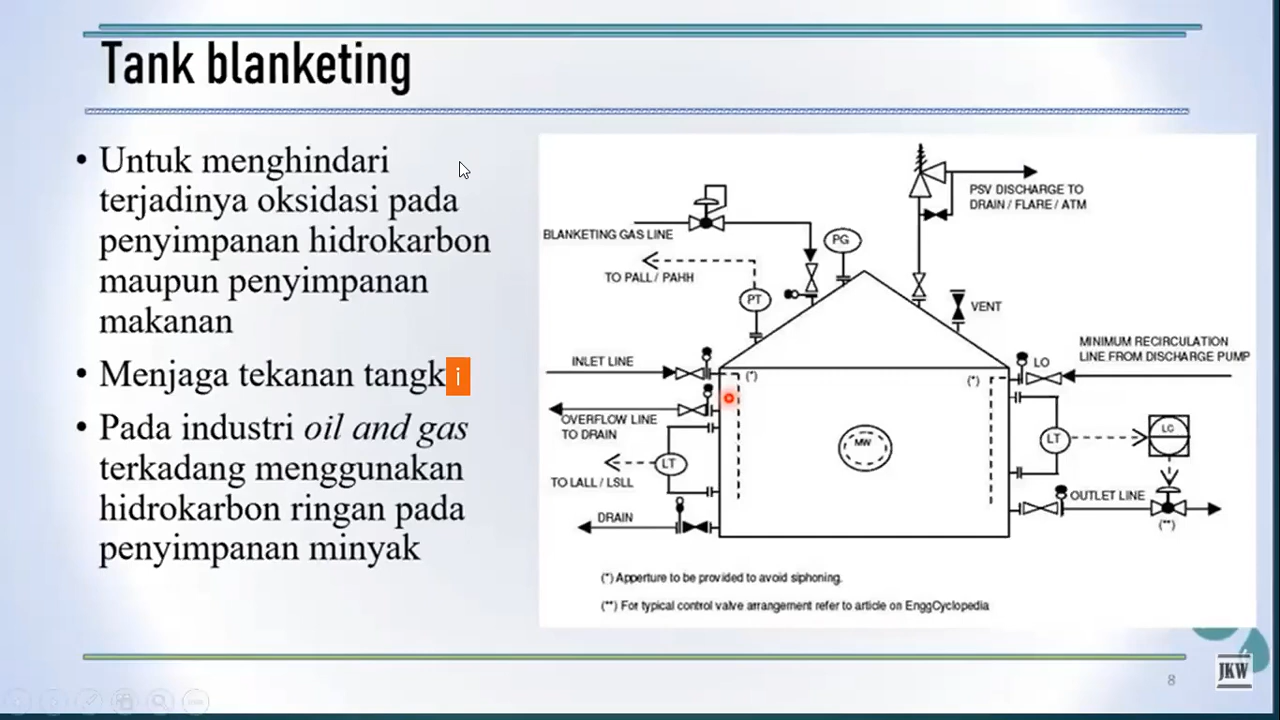 Tank blanketing
• Untuk menghindari
terjadinya oksidasi pada
penyimpanan hidrokarbon
maupun penyimpanan
makanan
• Menjaga tekanan tangki
• Pada industri oil and gas
terkadang menggunakan
hidrokarbon ringan pada
penyimpanan minyak
PSV DISCHARGE TO
DRAIN / FLARE / ATM
BLANKETING GAS LINE
PG
TO PALL / PAHH
PT
VENT
INLET LINE
(*)
(*)
LO
MINIMUM RECIRCULATION
LINE FROM DISCHARGE PUMP
OVERFLOW LINE
TO DRAIN
MW
LT
LC
LT
TO LALL / LSLL
OUTLET LINE
DRAIN
(**)
(*) Apperture to be provided to avoid siphoning.
(**) For typical control valve arrangement refer to article on EnggCyclopedia
8
JKW